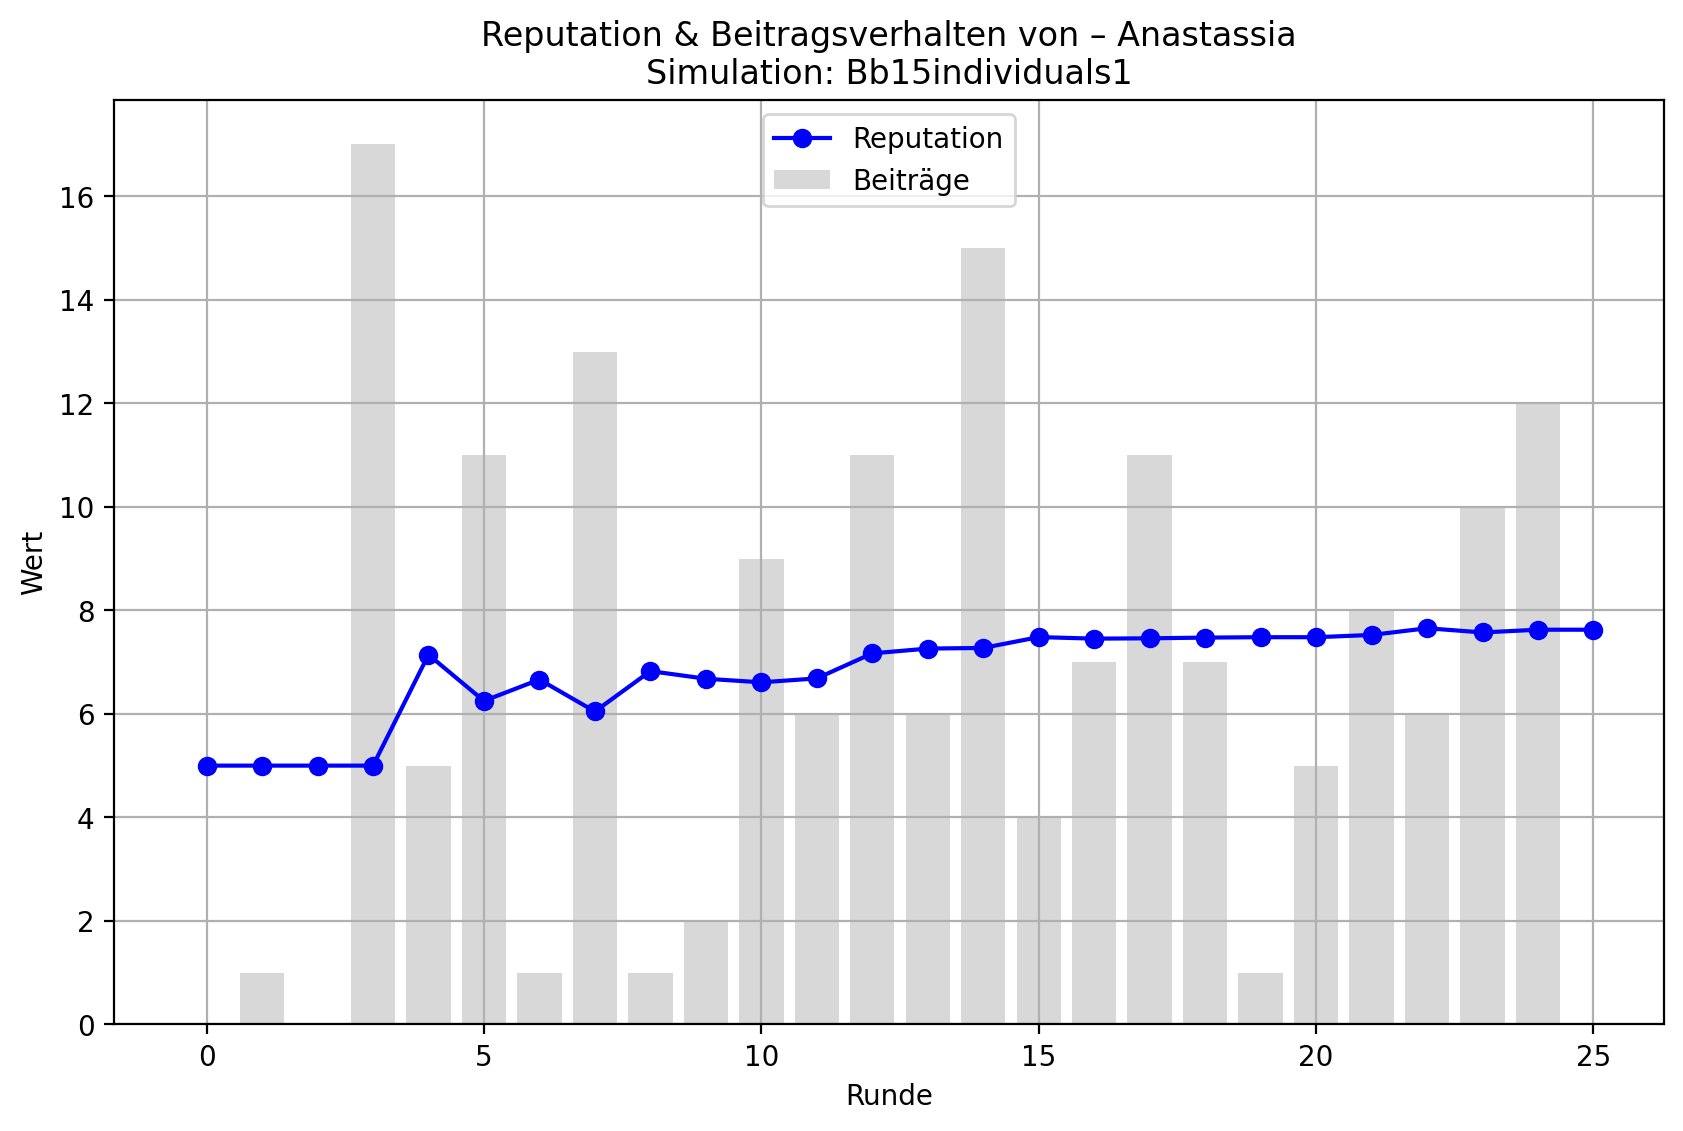 Reputation & Beitragsverhalten von – Anastassia
Simulation: Bb15individuals1
Reputation
Beiträge
16
14
12
10
8
6
4
2
0
Wert
0 5 10 15 20 25
Runde